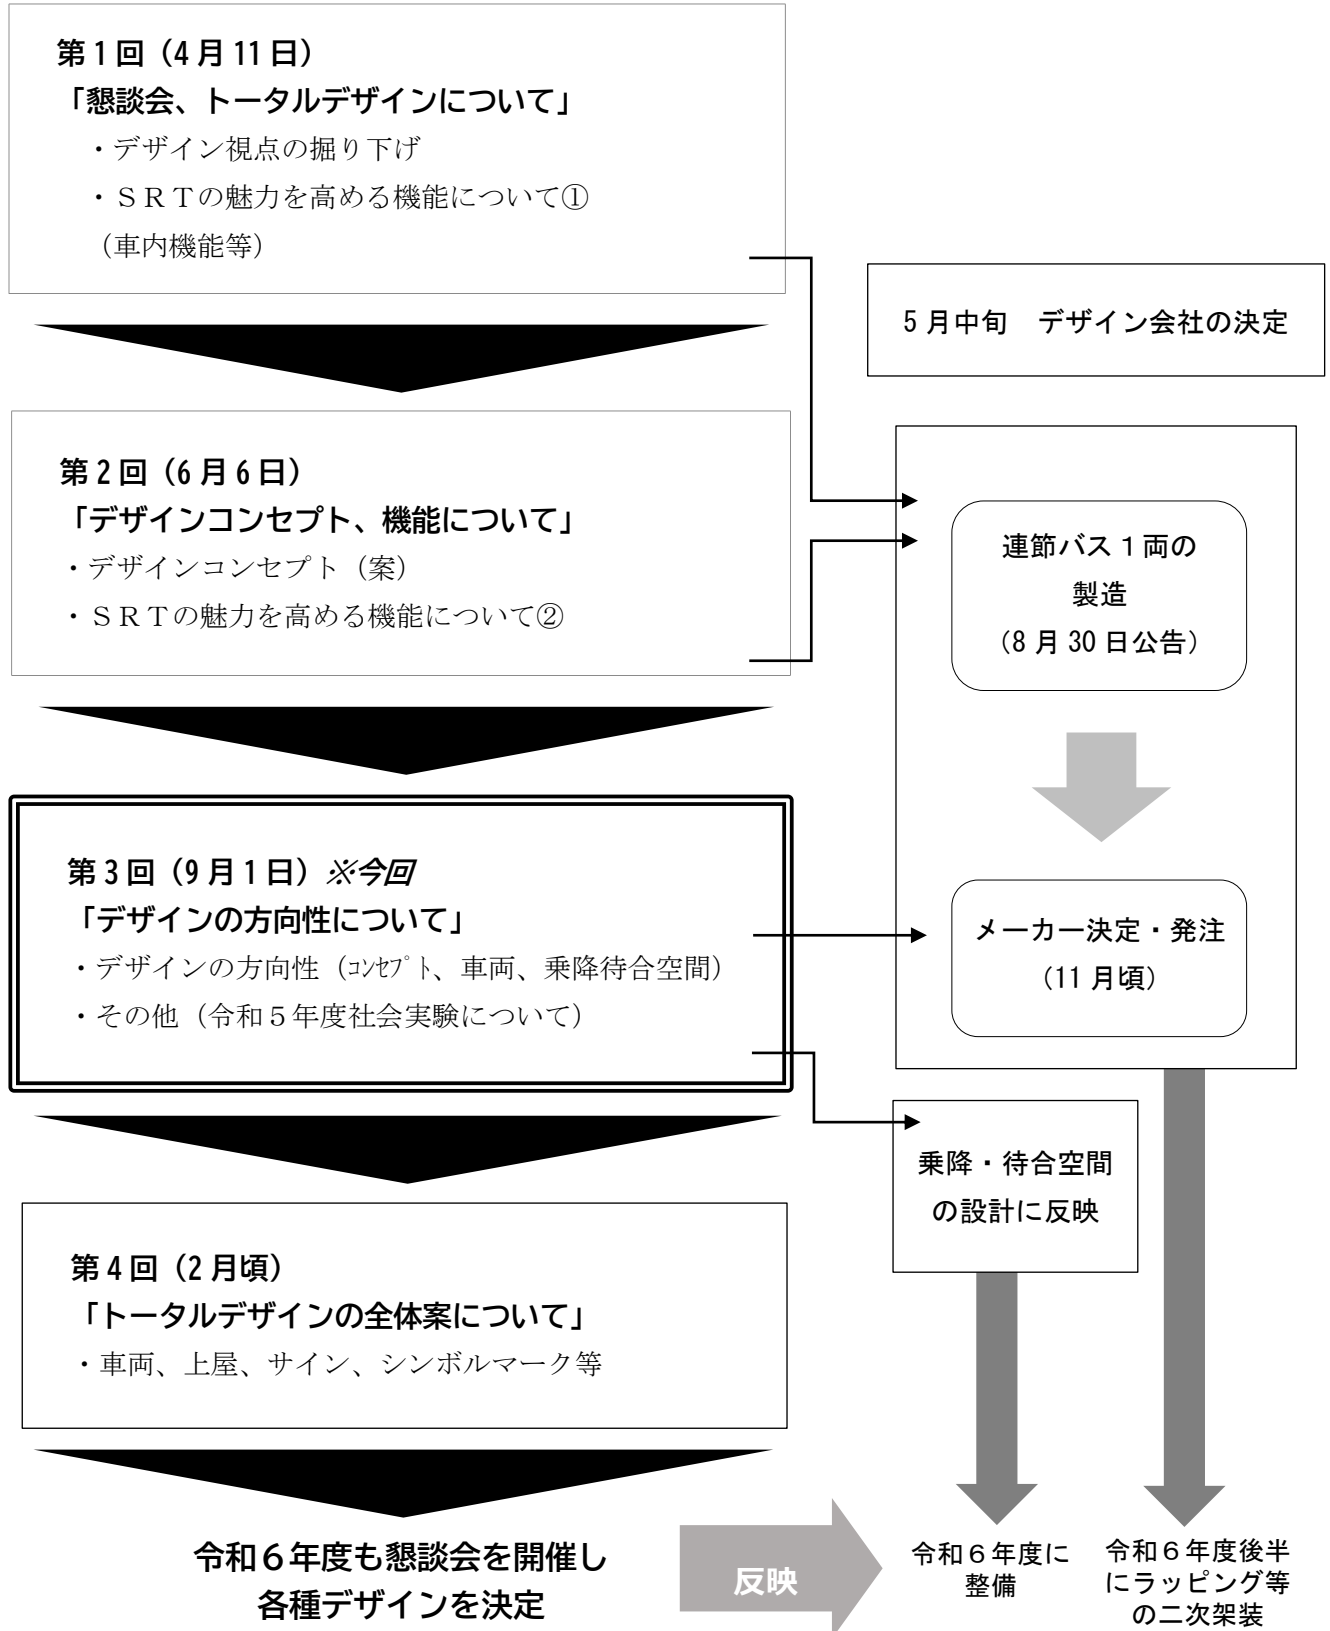 第１回（4月11日）
「懇談会、トータルデザインについて」
・デザイン視点の掘り下げ
・ＳＲＴの魅力を高める機能について①
（車内機能等）
5月中旬　デザイン会社の決定
第２回（6月6日）
「デザインコンセプト、機能について」
・デザインコンセプト（案）
・ＳＲＴの魅力を高める機能について②
連節バス１両の
製造
（8月30日公告）
第３回（9月1日）※今回
「デザインの方向性について」
・デザインの方向性（ｺﾝｾﾌﾟﾄ、車両、乗降待合空間）
・その他（令和５年度社会実験について）
メーカー決定・発注
（11月頃）
乗降・待合空間
の設計に反映
第４回（2月頃）
「トータルデザインの全体案について」
・車両、上屋、サイン、シンボルマーク等
令和６年度も懇談会を開催し
各種デザインを決定
反映
令和６年度に
整備
令和６年度後半
にラッピング等
の二次架装